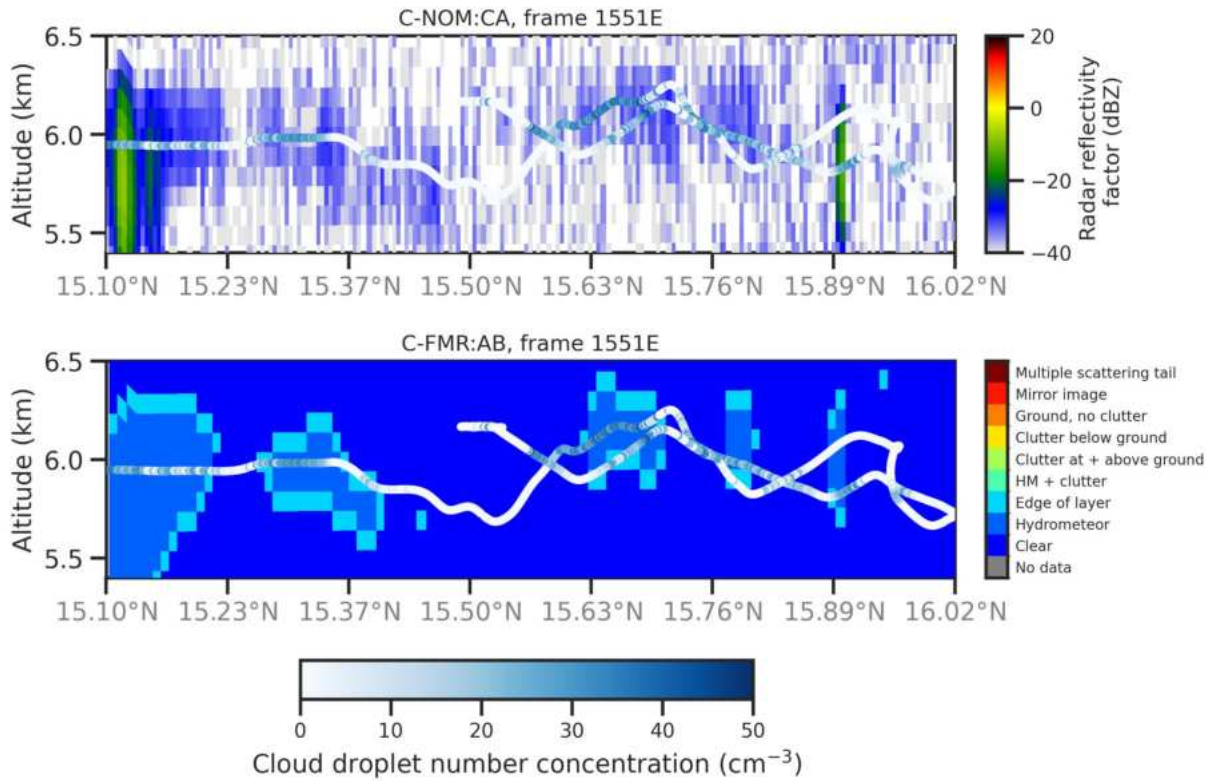 C-NOM:CA, frame 1551E
6.5
6.0
5.5
Altitude (km)
15.10°N 15.23°N 15.37°N 15.50°N 15.63°N 15.76°N 15.89°N 16.02°N
20
0
−20
−40
Radar reflectivity
factor (dBZ)
C-FMR:AB, frame 1551E
6.5
6.0
5.5
Altitude (km)
15.10°N 15.23°N 15.37°N 15.50°N 15.63°N 15.76°N 15.89°N 16.02°N
Multiple scattering tail
Mirror image
Ground, no clutter
Clutter below ground
Clutter at + above ground
HM + clutter
Edge of layer
Hydrometeor
Clear
No data
0 10 20 30 40 50
Cloud droplet number concentration (cm⁻³)